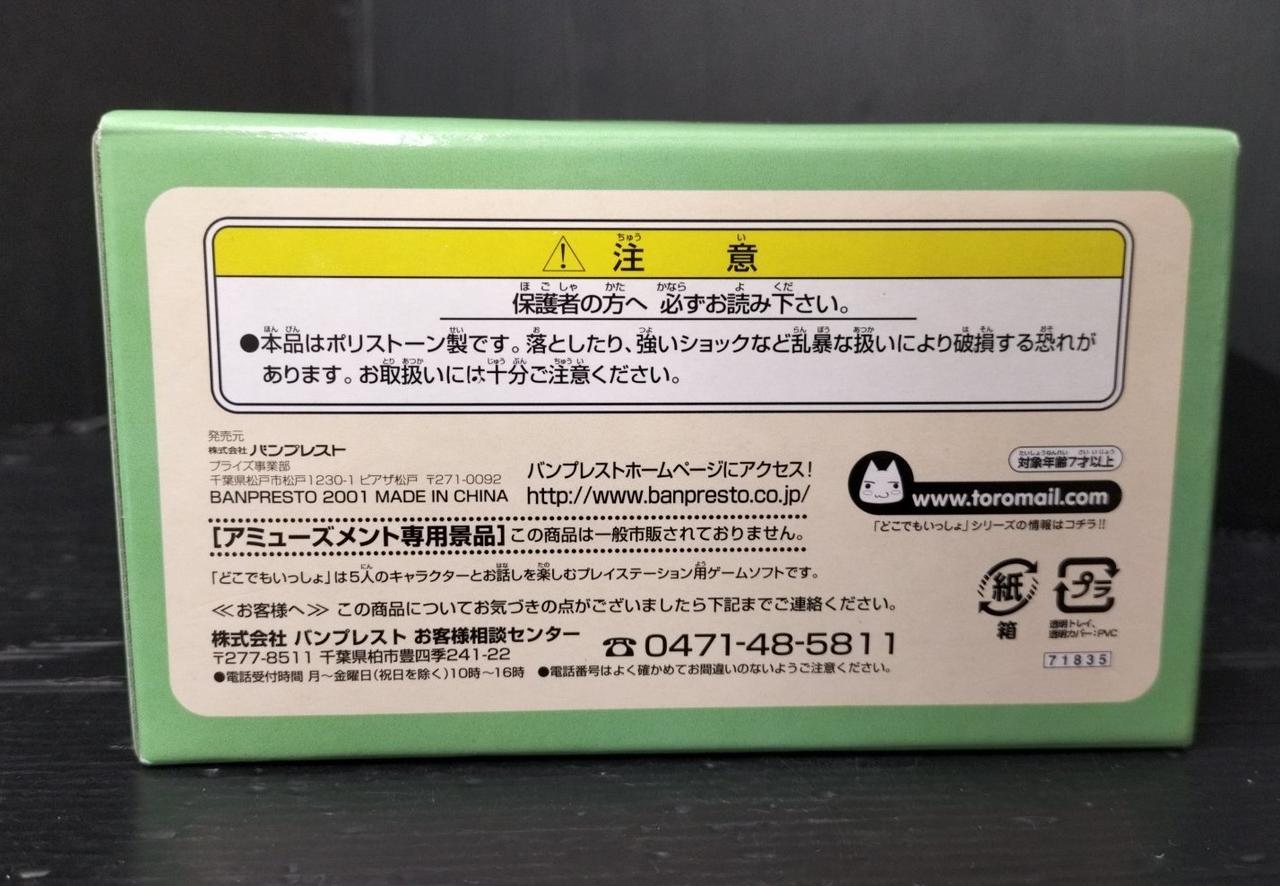 注意
保護者の方へ 必ずお読み下さい。
●本品はポリストーン製です。落としたり、強いショックなど乱暴な扱いにより破損する恐れが
あります。お取扱いには十分ご注意ください。
発売元
株式会社 バンプレスト
プライズ事業部
千葉県松戸市松戸1230-1 ピアザ松戸 〒271-0092
BANPRESTO 2001 MADE IN CHINA
バンプレストホームページにアクセス!
http://www.banpresto.co.jp/
対象年齢7才以上
www.toromail.com
「どこでもいっしょ」シリーズの情報はコチラ!!
[アミューズメント専用景品]この商品は一般市販されておりません。
「どこでもいっしょ」は5人のキャラクターとお話しを楽しむプレイステーション用ゲームソフトです。
≪お客様へ≫ この商品についてお気づきの点がございましたら下記までご連絡ください。
株式会社 バンプレスト お客様相談センター
〒277-8511 千葉県柏市豊四季241-22
☎0471-48-5811
●電話受付時間 月〜金曜日(祝日を除く)10時〜16時 ●電話番号はよく確かめてお間違いのないようご注意ください。
紙
箱
プラ
透明トレイ、
透明カバー:PVC
71835